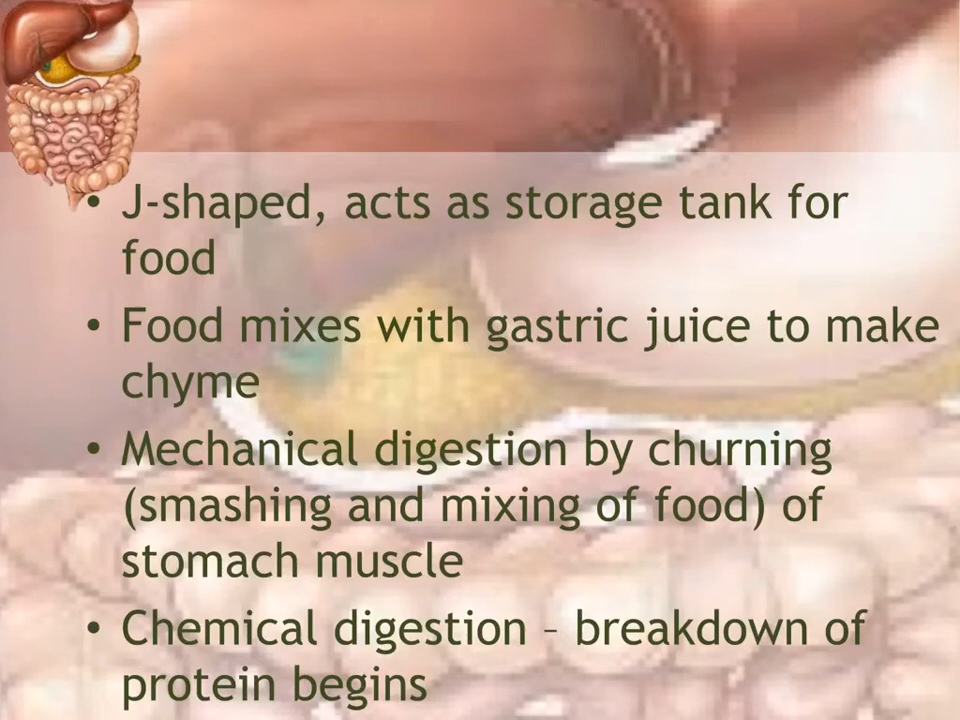 • J-shaped, acts as storage tank for
food
• Food mixes with gastric juice to make
chyme
• Mechanical digestion by churning
(smashing and mixing of food) of
stomach muscle
• Chemical digestion – breakdown of
protein begins